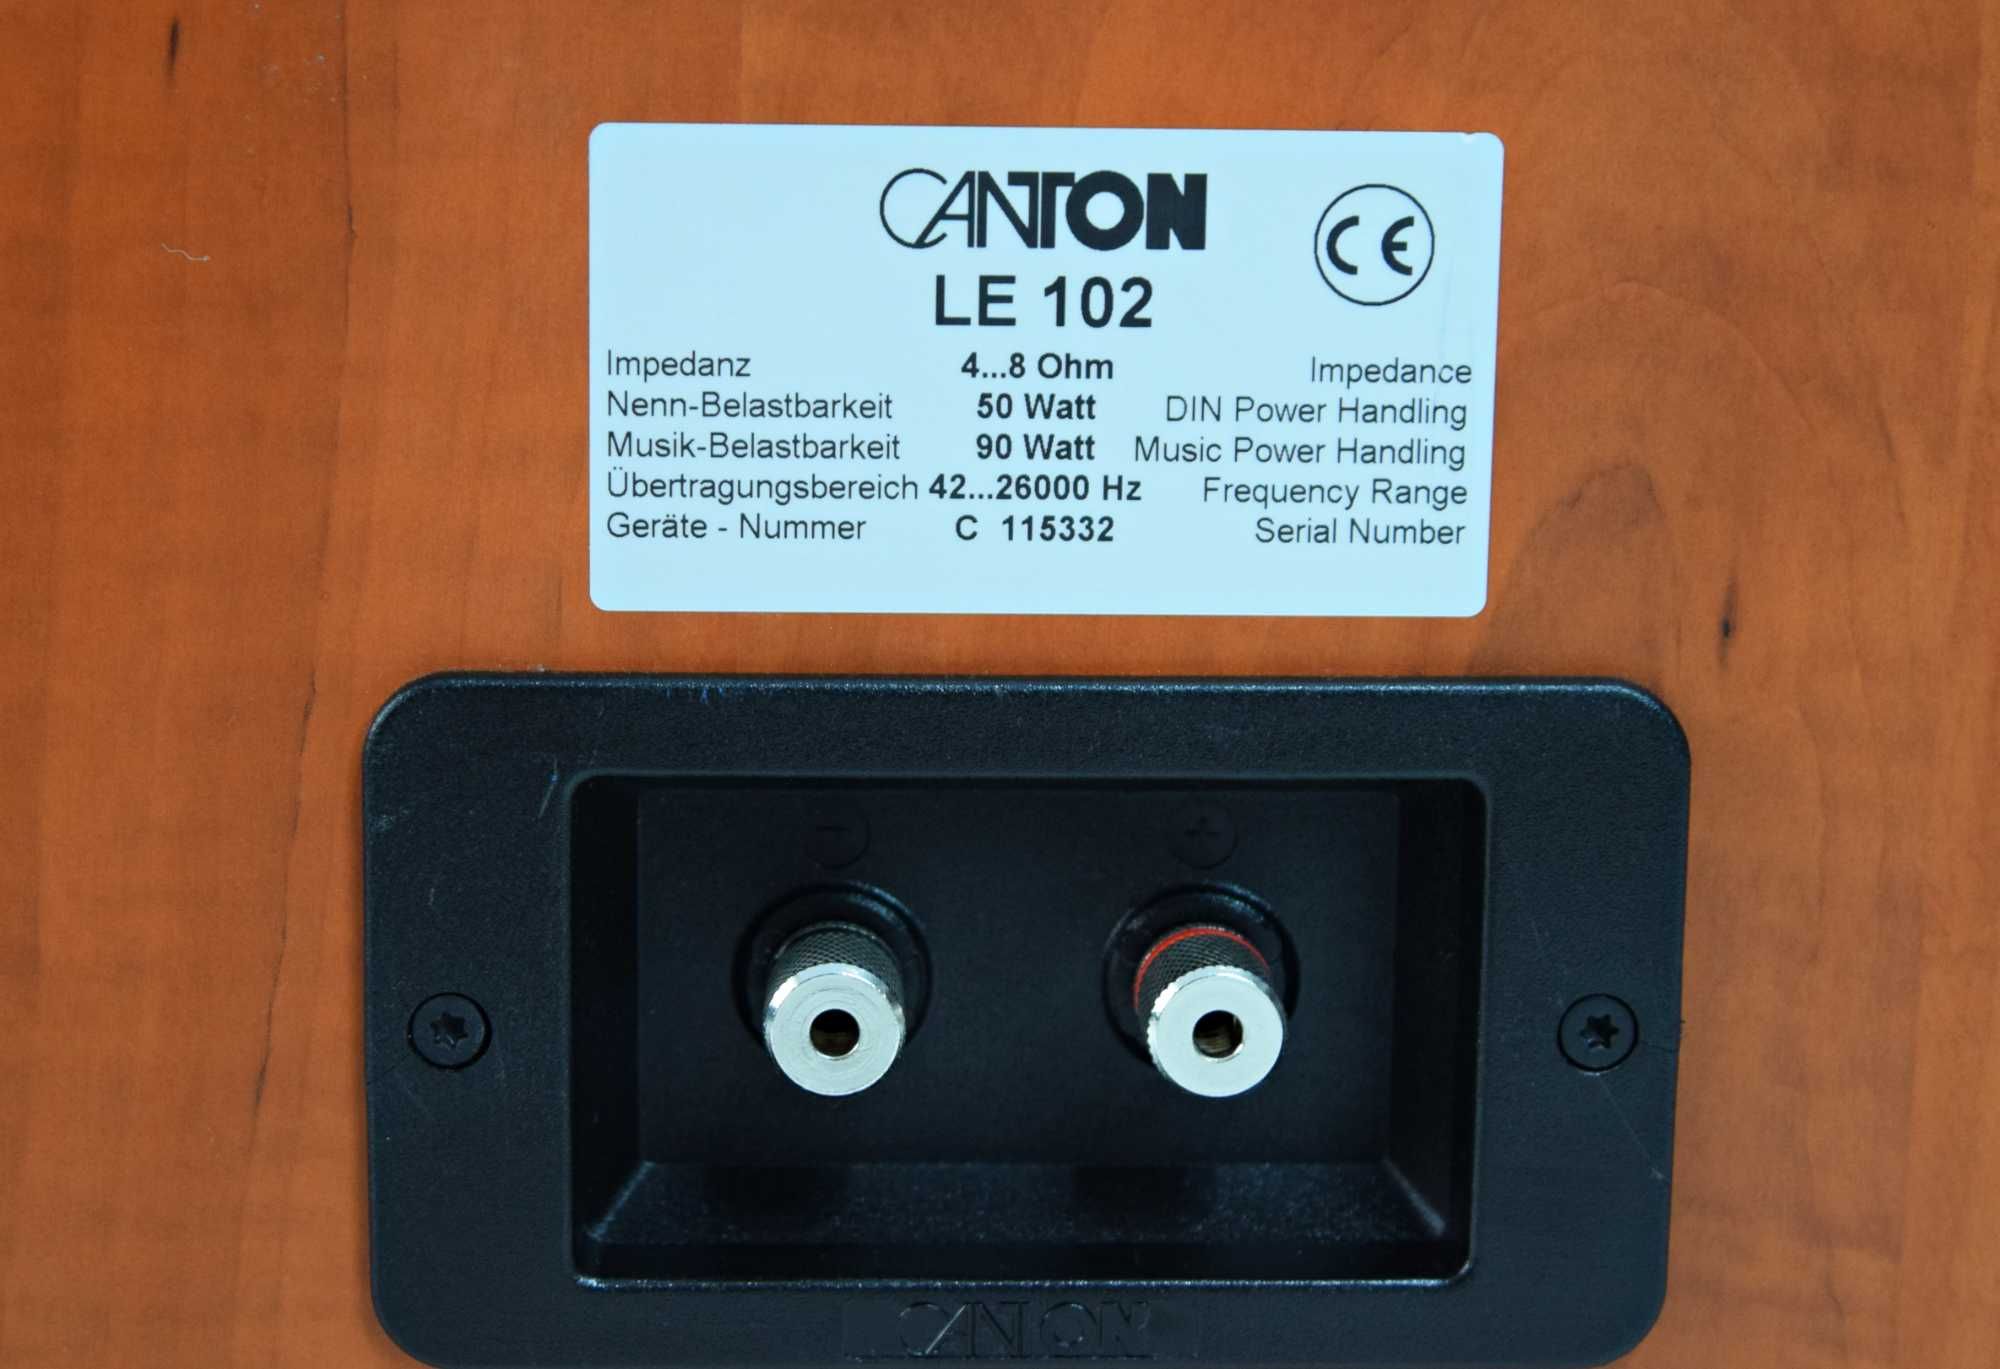 CANTON
CE
LE 102
Impedanz 4...8 Ohm Impedance
Nenn-Belastbarkeit 50 Watt DIN Power Handling
Musik-Belastbarkeit 90 Watt Music Power Handling
Übertragungsbereich 42...26000 Hz Frequency Range
Geräte - Nummer C 115332 Serial Number
- +
CANTON